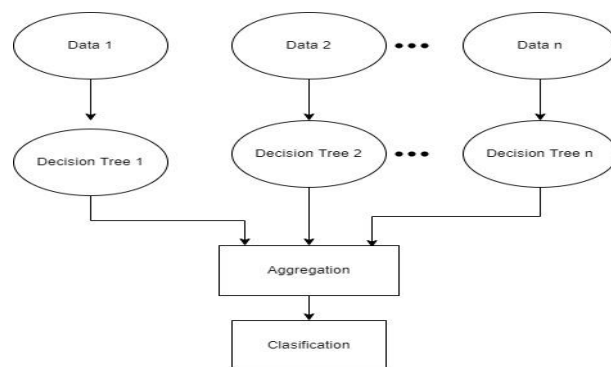 Data 1
Data 2
Data n
Decision Tree 1
Decision Tree 2
Decision Tree n
Aggregation
Clasification